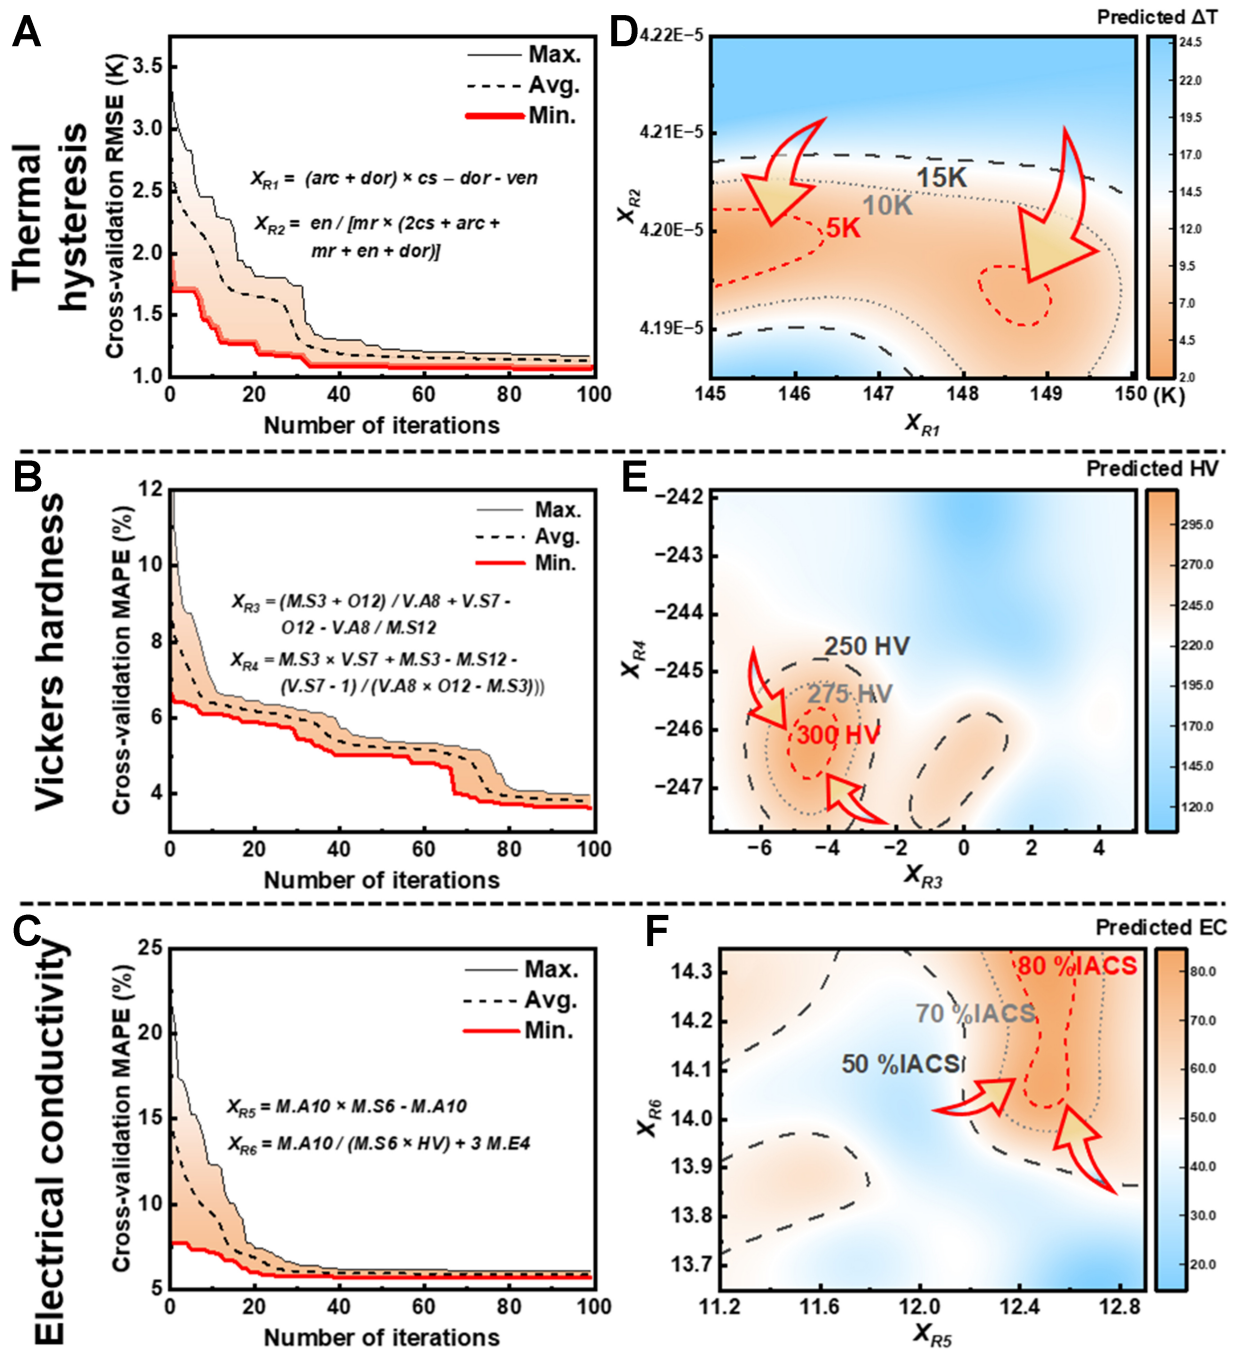 A
Thermal
hysteresis
Cross-validation RMSE (K)
3.5
3.0
2.5
2.0
1.5
1.0
0
20
40
60
80
100
Number of iterations
Max.
Avg.
Min.
X_R1 = (arc + dor) × cs – dor - ven
X_R2 = en / [mr × (2cs + arc +
mr + en + dor)]
D
Predicted ΔT
4.22E−5
4.21E−5
4.20E−5
4.19E−5
X_R2
145
146
147
148
149
150
X_R1
15K
10K
5K
24.5
22.0
19.5
17.0
14.5
12.0
9.5
7.0
4.5
2.0
(K)
B
Vickers hardness
Cross-validation MAPE (%)
12
10
8
6
4
0
20
40
60
80
100
Number of iterations
Max.
Avg.
Min.
X_R3 = (M.S3 + O12) / V.A8 + V.S7 -
O12 - V.A8 / M.S12
X_R4 = M.S3 × V.S7 + M.S3 - M.S12 -
(V.S7 - 1) / (V.A8 × O12 - M.S3)))
E
Predicted HV
−242
−243
−244
−245
−246
−247
X_R4
−6
−4
−2
0
2
4
X_R3
250 HV
275 HV
300 HV
295.0
270.0
245.0
220.0
195.0
170.0
145.0
120.0
C
Electrical conductivity
Cross-validation MAPE (%)
25
20
15
10
5
0
20
40
60
80
100
Number of iterations
Max.
Avg.
Min.
X_R5 = M.A10 × M.S6 - M.A10
X_R6 = M.A10 / (M.S6 × HV) + 3 M.E4
F
Predicted EC
14.3
14.2
14.1
14.0
13.9
13.8
13.7
X_R6
11.2
11.6
12.0
12.4
12.8
X_R5
80 %IACS
70 %IACS
50 %IACS
80.0
70.0
60.0
50.0
40.0
30.0
20.0